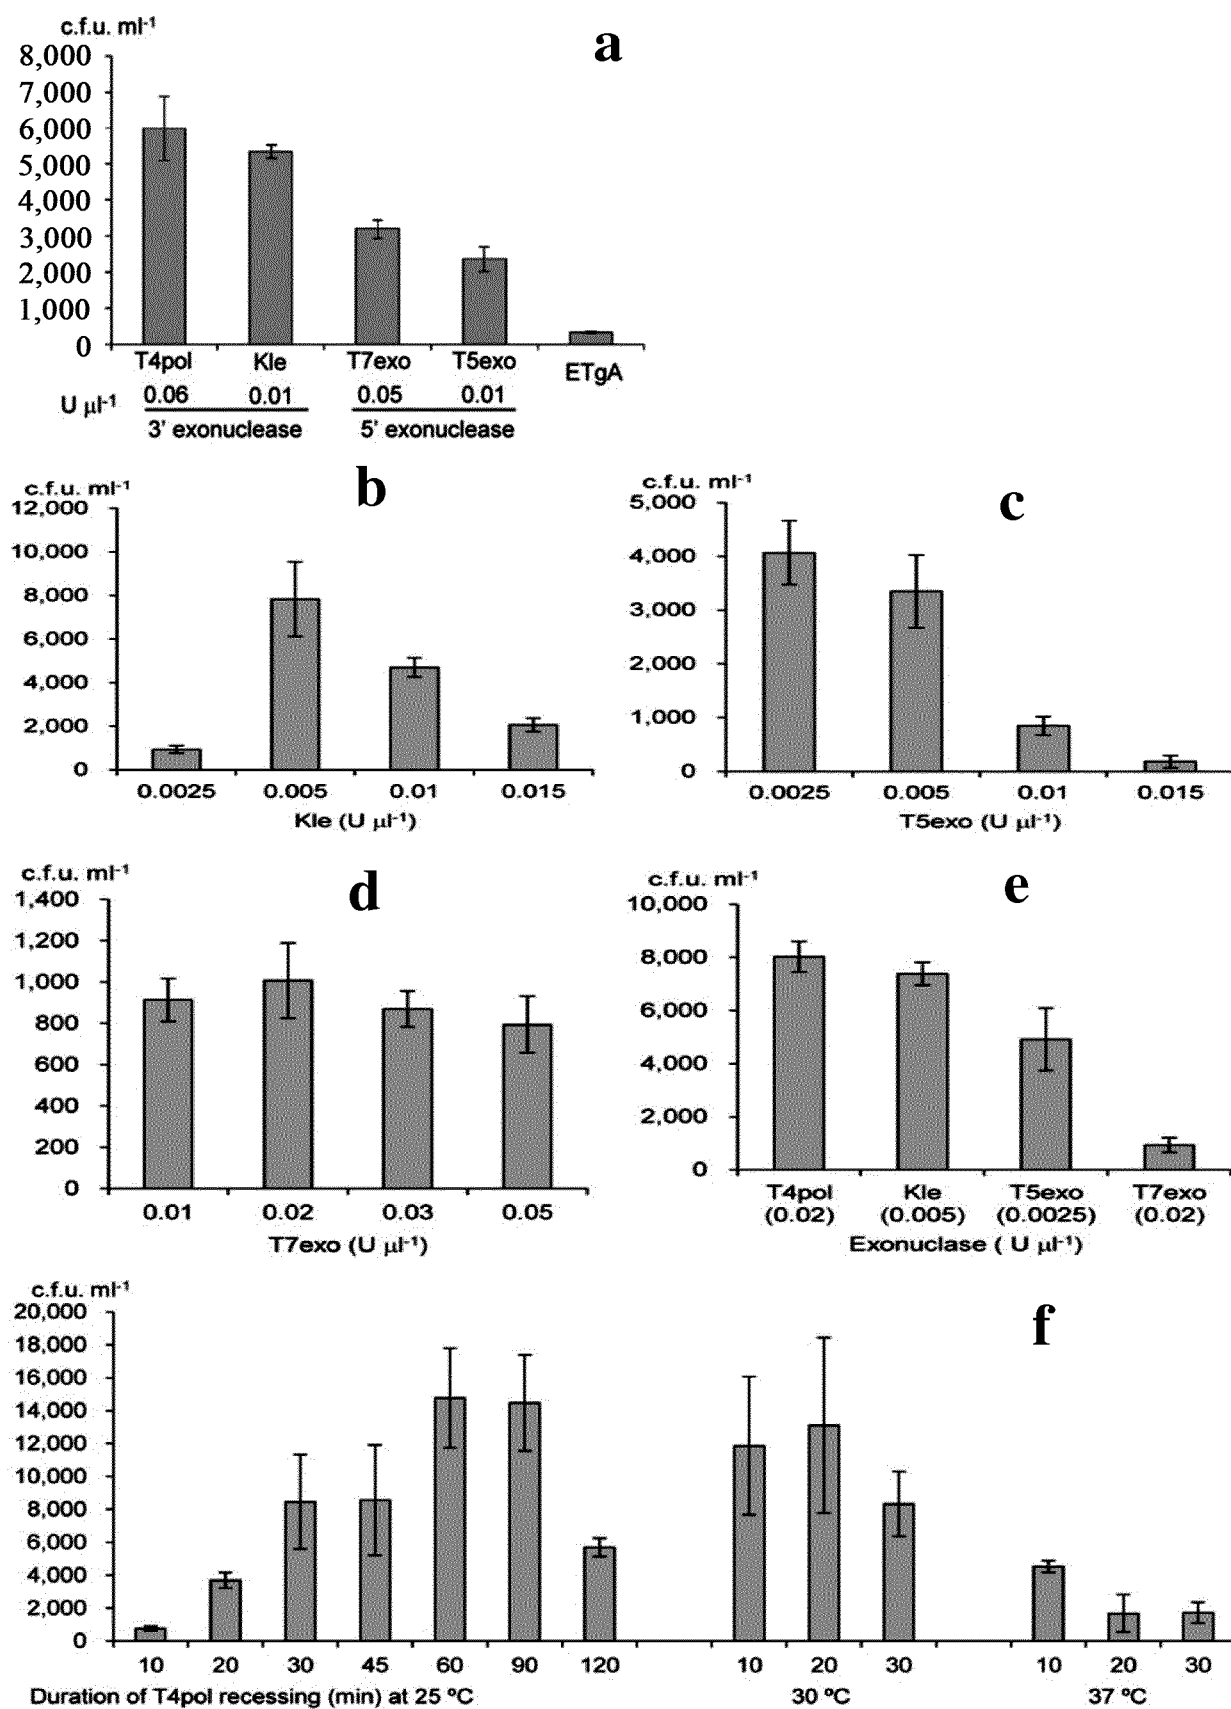 c.f.u. ml-1
a
8,000
7,000
6,000
5,000
4,000
3,000
2,000
1,000
0
T4pol Kle T7exo T5exo ETgA
U µl-1 0.06 0.01 0.05 0.01
3' exonuclease 5' exonuclease
c.f.u. ml-1
b
12,000
10,000
8,000
6,000
4,000
2,000
0
0.0025 0.005 0.01 0.015
Kle (U µl-1)
c.f.u. ml-1
c
5,000
4,000
3,000
2,000
1,000
0
0.0025 0.005 0.01 0.015
T5exo (U µl-1)
c.f.u. ml-1
d
1,400
1,200
1,000
800
600
400
200
0
0.01 0.02 0.03 0.05
T7exo (U µl-1)
c.f.u. ml-1
e
10,000
8,000
6,000
4,000
2,000
0
T4pol Kle T5exo T7exo
(0.02) (0.005) (0.0025) (0.02)
Exonuclase ( U µl-1)
c.f.u. ml-1
f
20,000
18,000
16,000
14,000
12,000
10,000
8,000
6,000
4,000
2,000
0
10 20 30 45 60 90 120 10 20 30 10 20 30
Duration of T4pol recessing (min) at 25 ºC 30 ºC 37 ºC